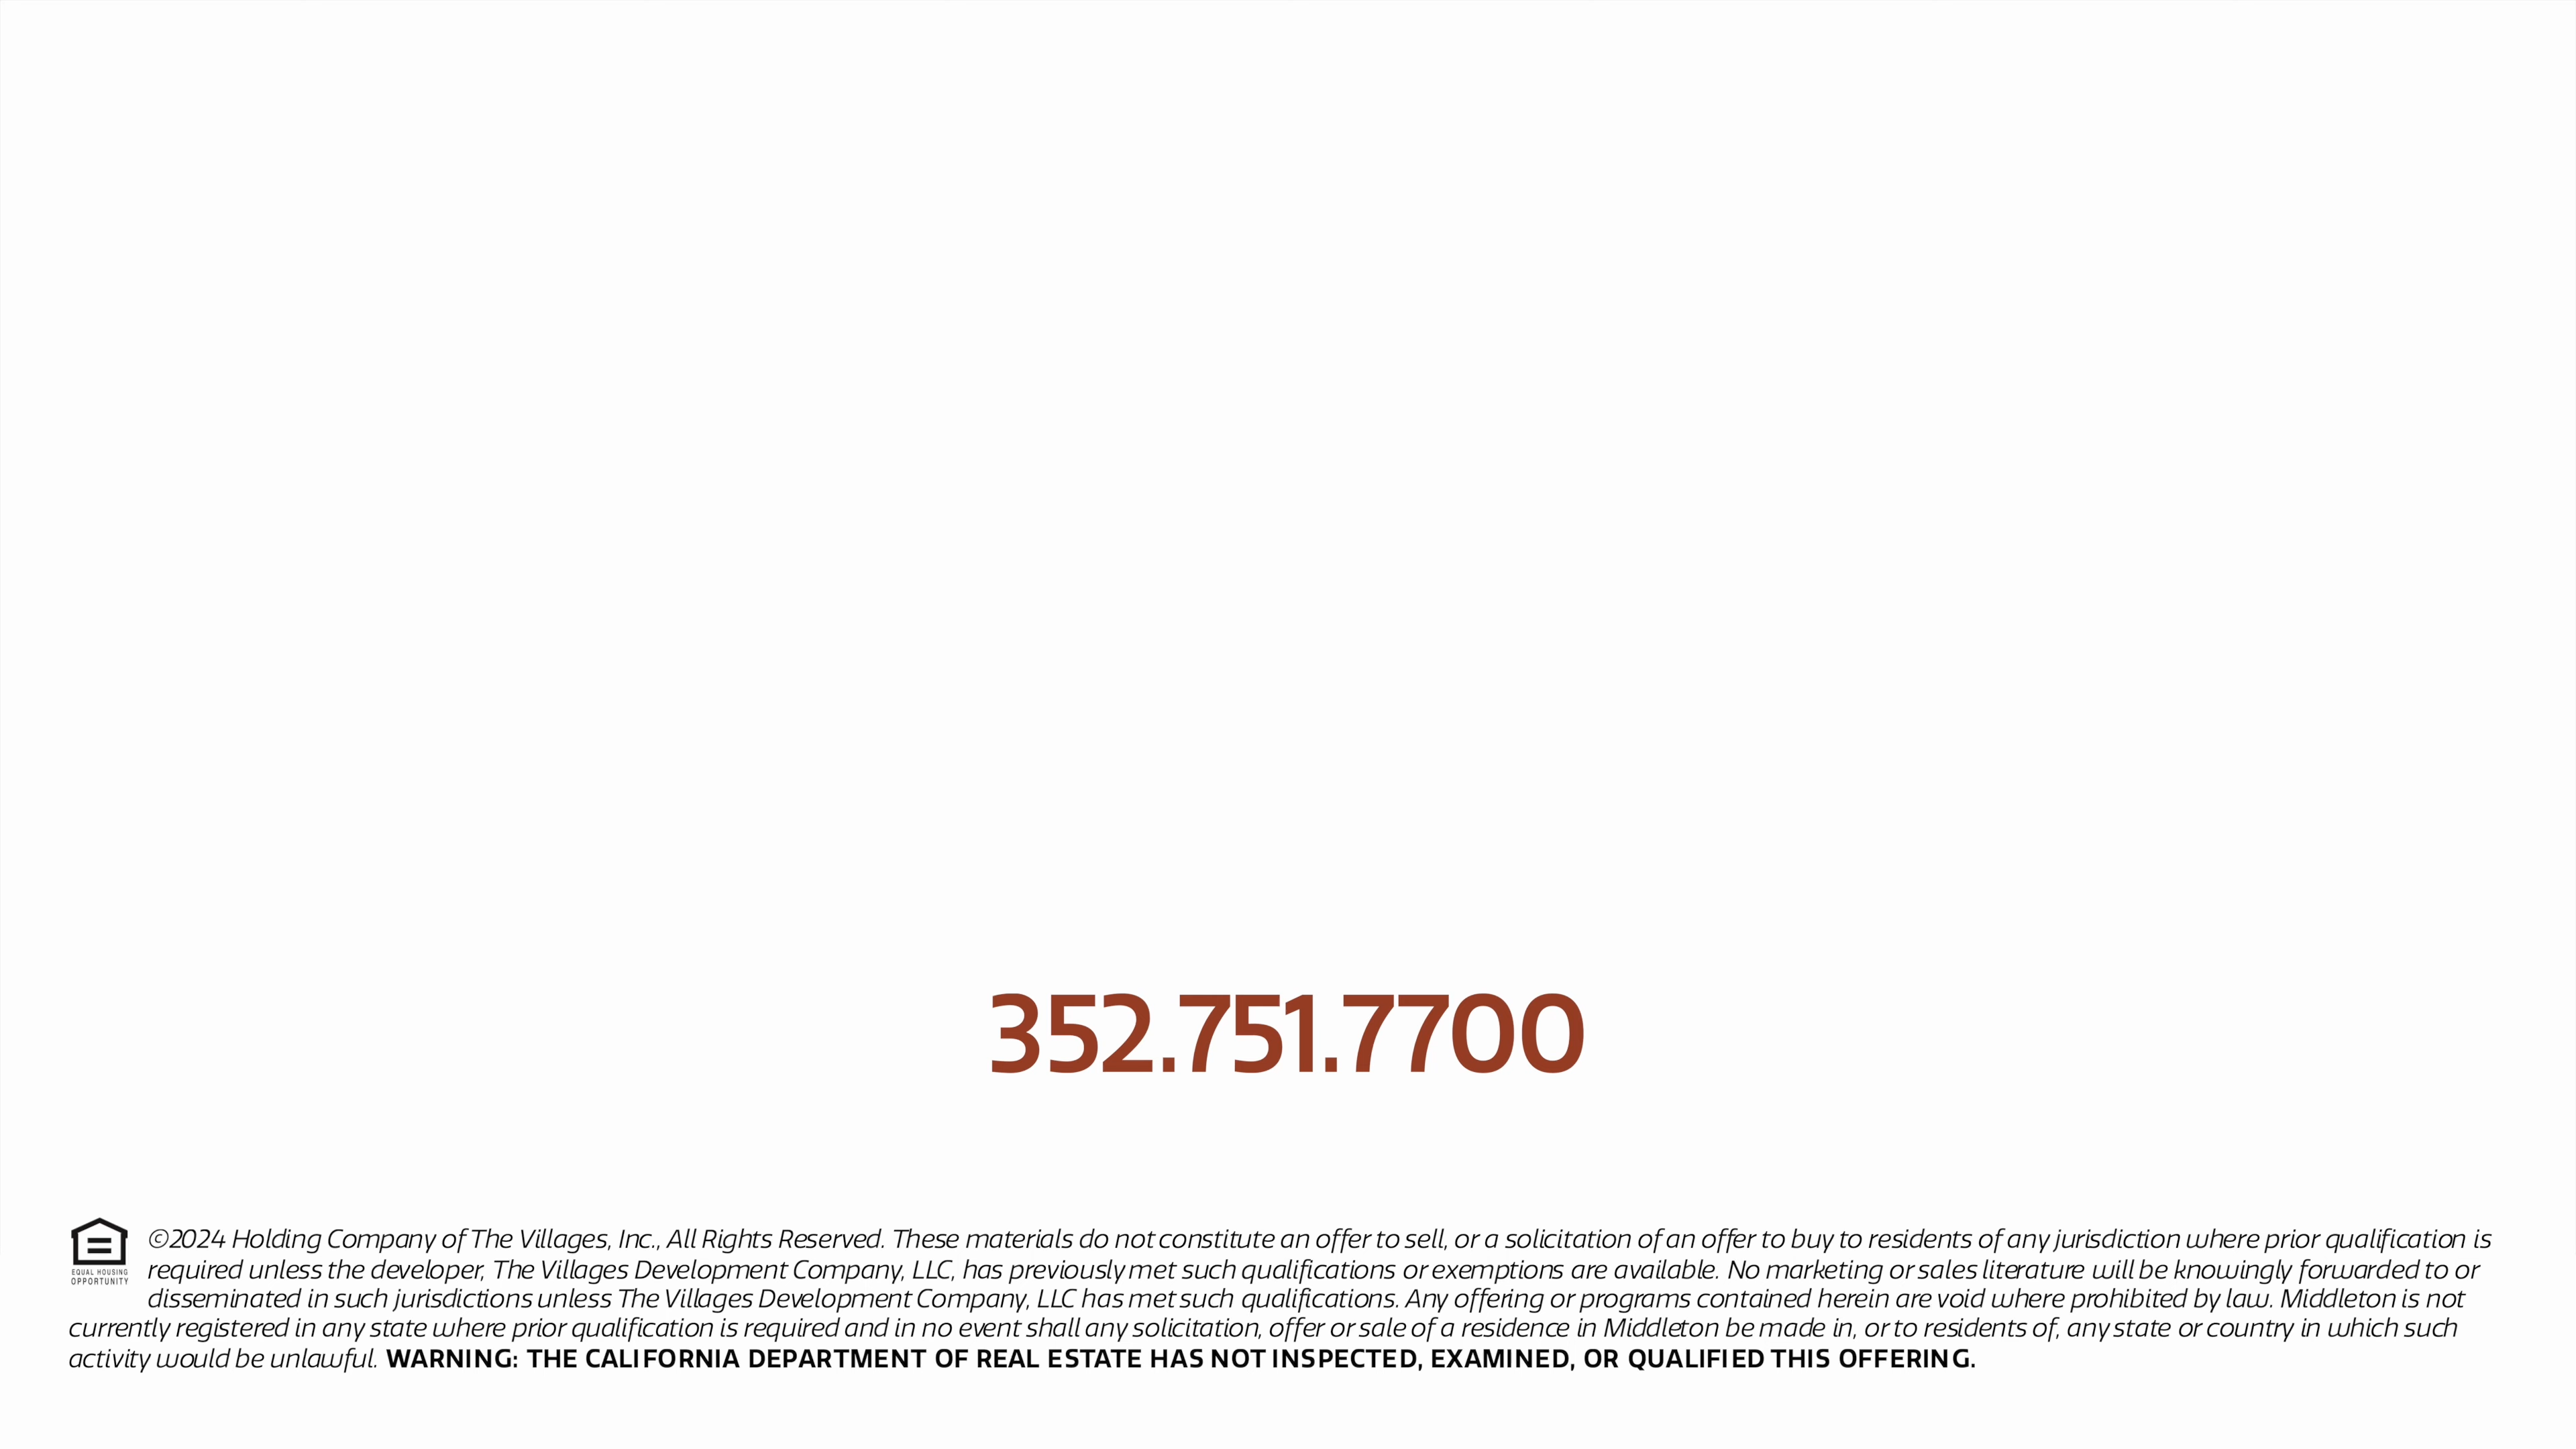 352.751.7700
©2024 Holding Company of The Villages, Inc., All Rights Reserved. These materials do not constitute an offer to sell, or a solicitation of an offer to buy to residents of any jurisdiction where prior qualification is
EQUAL HOUSING
OPPORTUNITY
required unless the developer, The Villages Development Company, LLC, has previously met such qualifications or exemptions are available. No marketing or sales literature will be knowingly forwarded to or
disseminated in such jurisdictions unless The Villages Development Company, LLC has met such qualifications. Any offering or programs contained herein are void where prohibited by law. Middleton is not
currently registered in any state where prior qualification is required and in no event shall any solicitation, offer or sale of a residence in Middleton be made in, or to residents of, any state or country in which such
activity would be unlawful. WARNING: THE CALIFORNIA DEPARTMENT OF REAL ESTATE HAS NOT INSPECTED, EXAMINED, OR QUALIFIED THIS OFFERING.